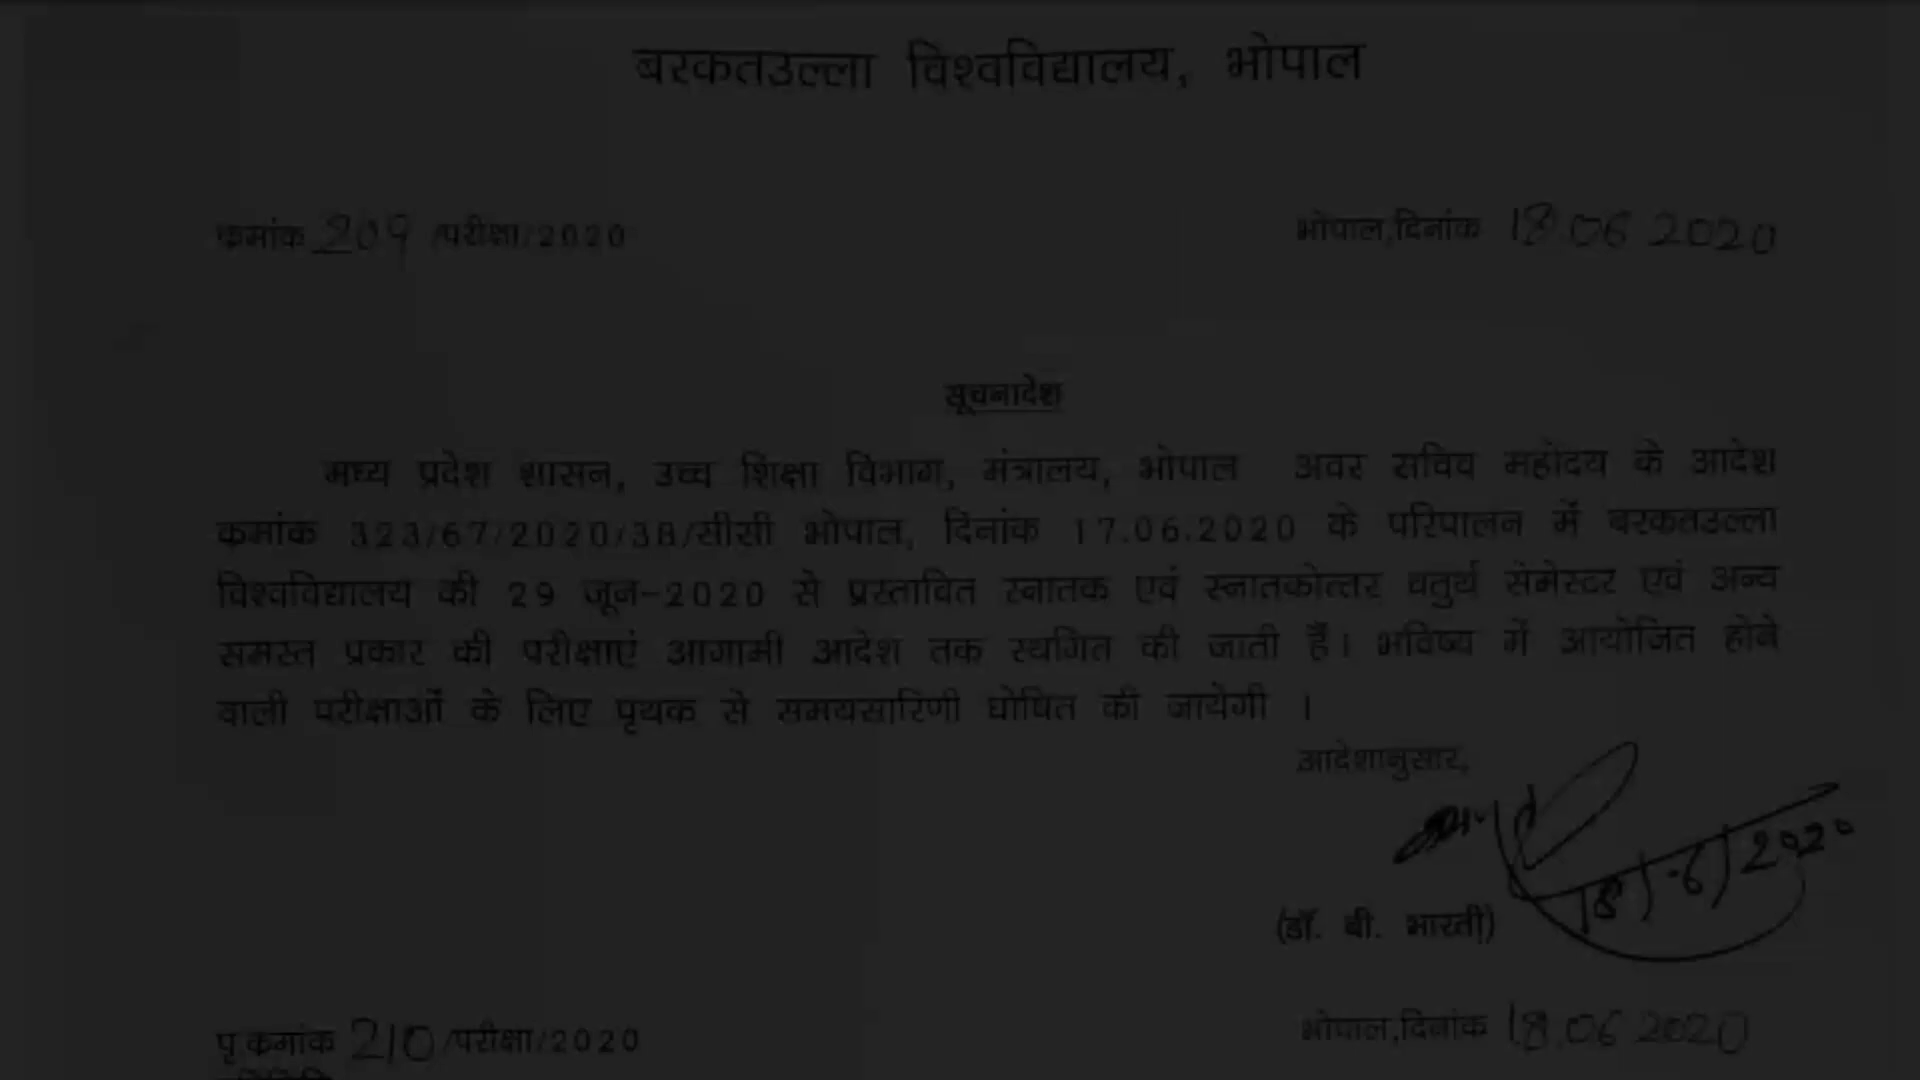 बरकतउल्ला विश्वविद्यालय, भोपाल
क्रमांक 209 /परीक्षा/2020 भोपाल,दिनांक 18.06 2020
सूचनादेश
मध्य प्रदेश शासन, उच्च शिक्षा विभाग, मंत्रालय, भोपाल अवर सचिव महोदय के आदेश
क्रमांक 323/67/2020/38/सीसी भोपाल, दिनांक 17.06.2020 के परिपालन में बरकतउल्ला
विश्वविद्यालय की 29 जून-2020 से प्रस्तावित स्नातक एवं स्नातकोत्तर चतुर्थ सेमेस्टर एवं अन्य
समस्त प्रकार की परीक्षाएं आगामी आदेश तक स्थगित की जाती हैं। भविष्य में आयोजित होने
वाली परीक्षाओं के लिए पृथक से समयसारिणी घोषित की जायेगी ।
आदेशानुसार,
18/-6/2020
(डॉ. बी. भारती)
पृ.क्रमांक 210 /परीक्षा/2020 भोपाल,दिनांक 18.06 2020